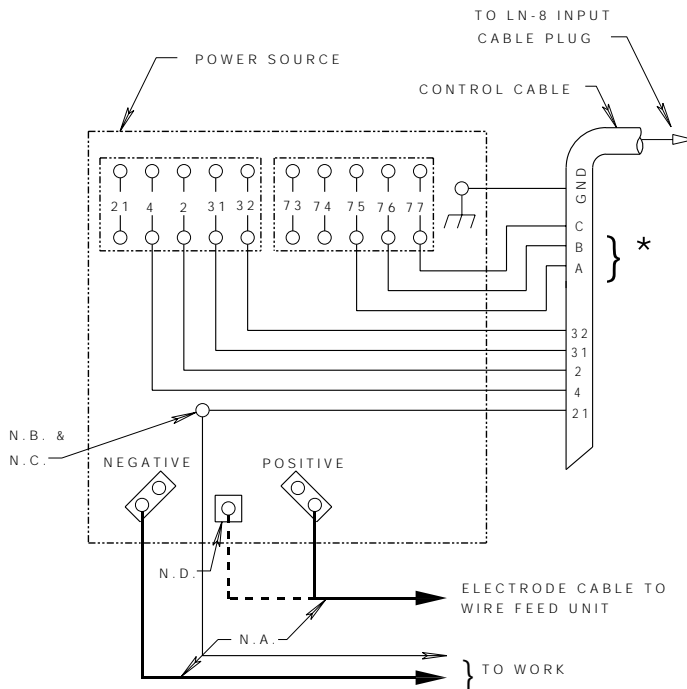 TO LN-8 INPUT
CABLE PLUG
POWER SOURCE
CONTROL CABLE
21 4 2 31 32 73 74 75 76 77
GND
C
B
A
} *
32
31
2
4
21
N.B. &
N.C.
NEGATIVE
POSITIVE
N.D.
ELECTRODE CABLE TO
WIRE FEED UNIT
N.A.
} TO WORK